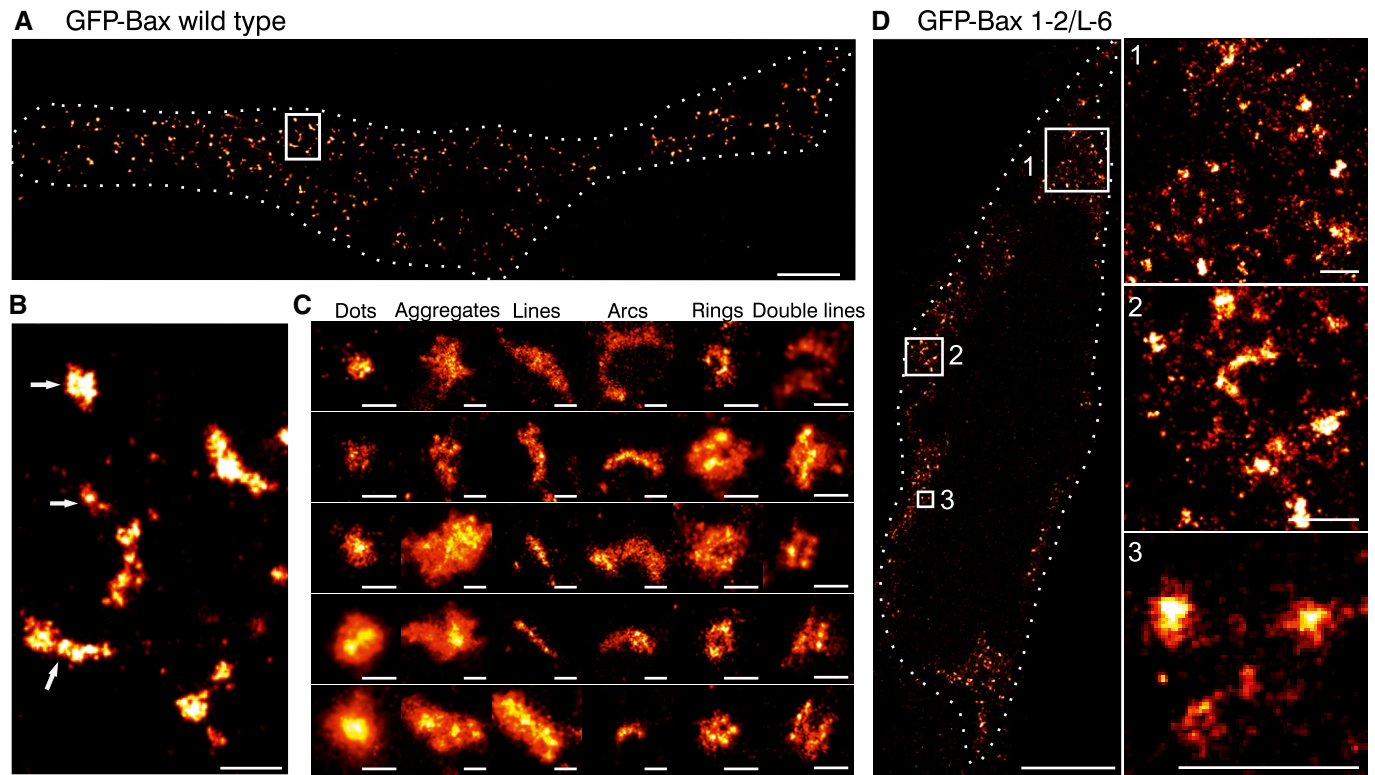 A GFP-Bax wild type
B
C Dots Aggregates Lines Arcs Rings Double lines
D GFP-Bax 1-2/L-6
1
2
3
1
2
3